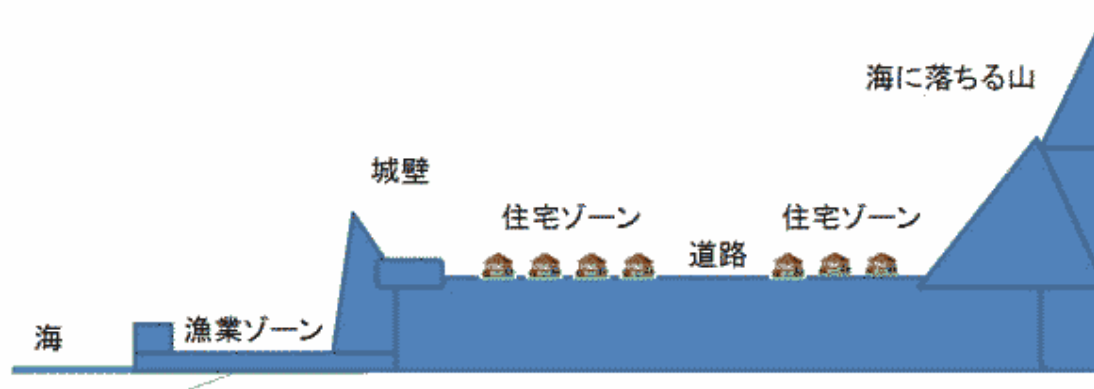 海に落ちる山
城壁
住宅ゾーン
住宅ゾーン
道路
漁業ゾーン
海